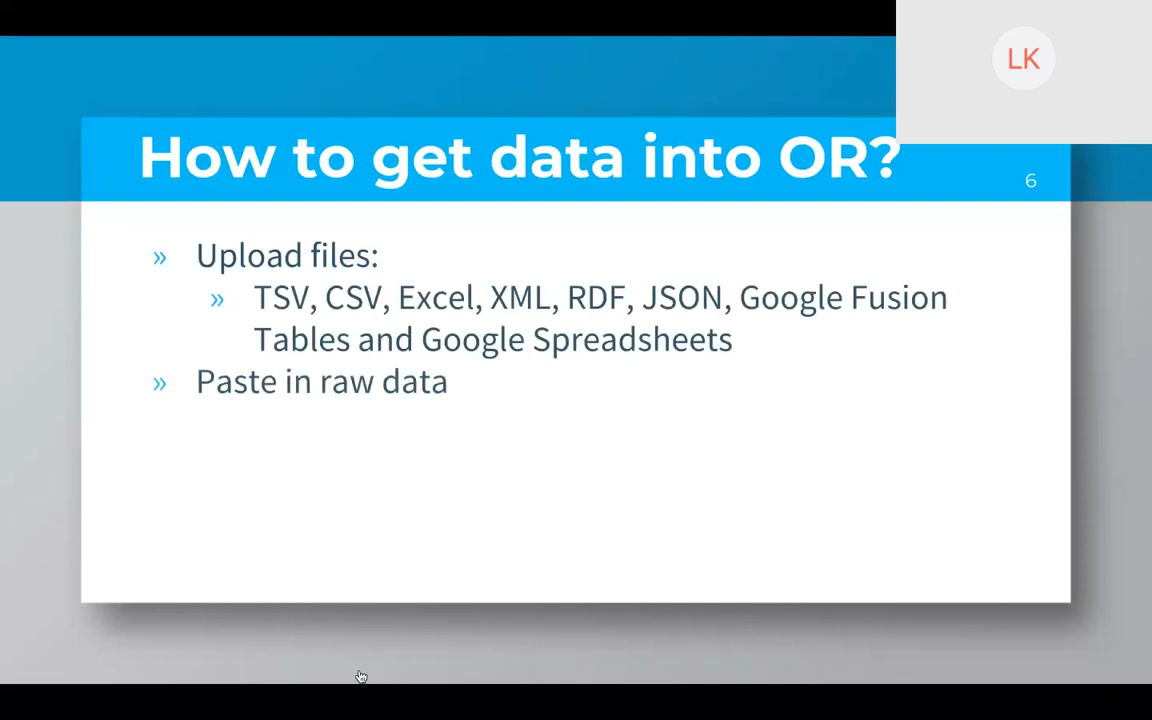 LK
How to get data into OR?
6
» Upload files:
» TSV, CSV, Excel, XML, RDF, JSON, Google Fusion
Tables and Google Spreadsheets
» Paste in raw data